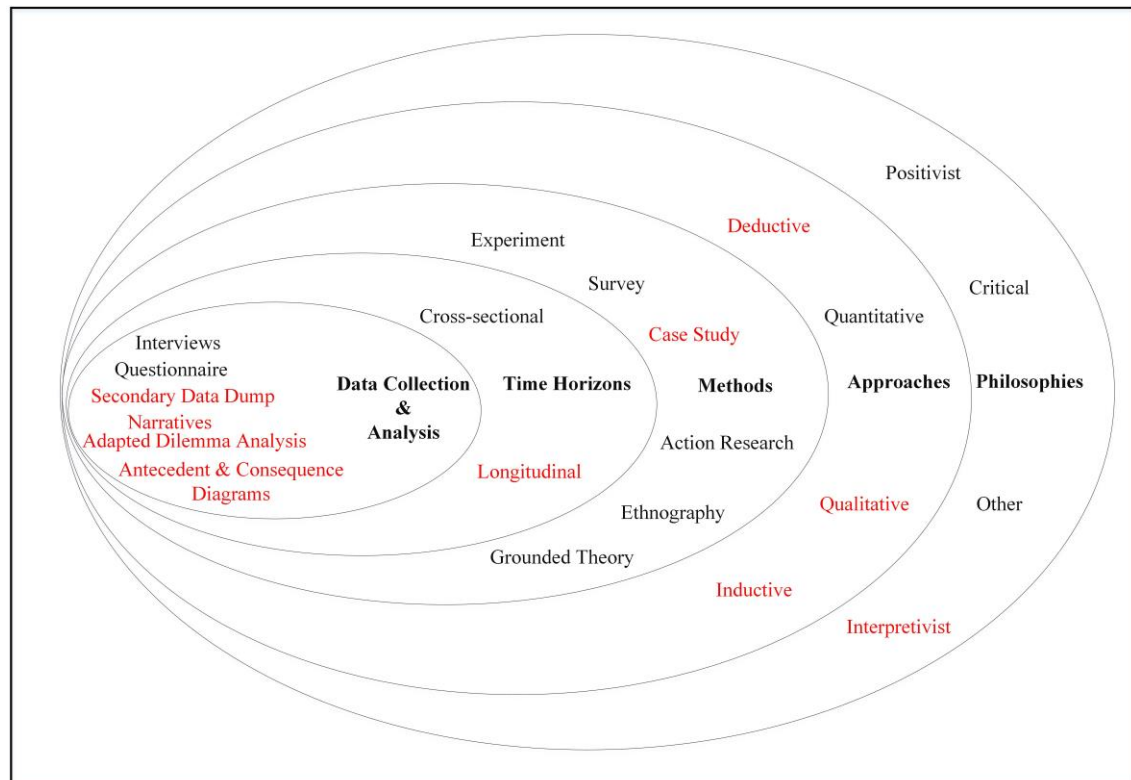 Positivist
Deductive
Experiment
Survey
Critical
Cross-sectional
Quantitative
Case Study
Interviews
Questionnaire
Secondary Data Dump
Narratives
Adapted Dilemma Analysis
Antecedent & Consequence
Diagrams
Data Collection
&
Analysis
Time Horizons
Methods
Approaches
Philosophies
Action Research
Longitudinal
Qualitative
Other
Ethnography
Grounded Theory
Inductive
Interpretivist